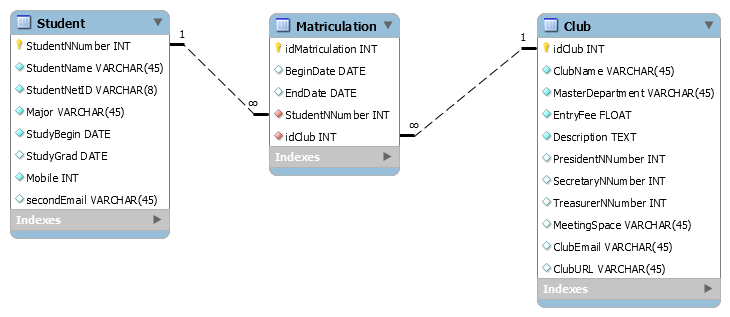 Student
StudentNNumber INT
StudentName VARCHAR(45)
StudentNetID VARCHAR(8)
Major VARCHAR(45)
StudyBegin DATE
StudyGrad DATE
Mobile INT
secondEmail VARCHAR(45)
Indexes
1
∞
Matriculation
idMatriculation INT
BeginDate DATE
EndDate DATE
StudentNNumber INT
idClub INT
Indexes
∞
1
Club
idClub INT
ClubName VARCHAR(45)
MasterDepartment VARCHAR(45)
EntryFee FLOAT
Description TEXT
PresidentNNumber INT
SecretaryNNumber INT
TreasurerNNumber INT
MeetingSpace VARCHAR(45)
ClubEmail VARCHAR(45)
ClubURL VARCHAR(45)
Indexes